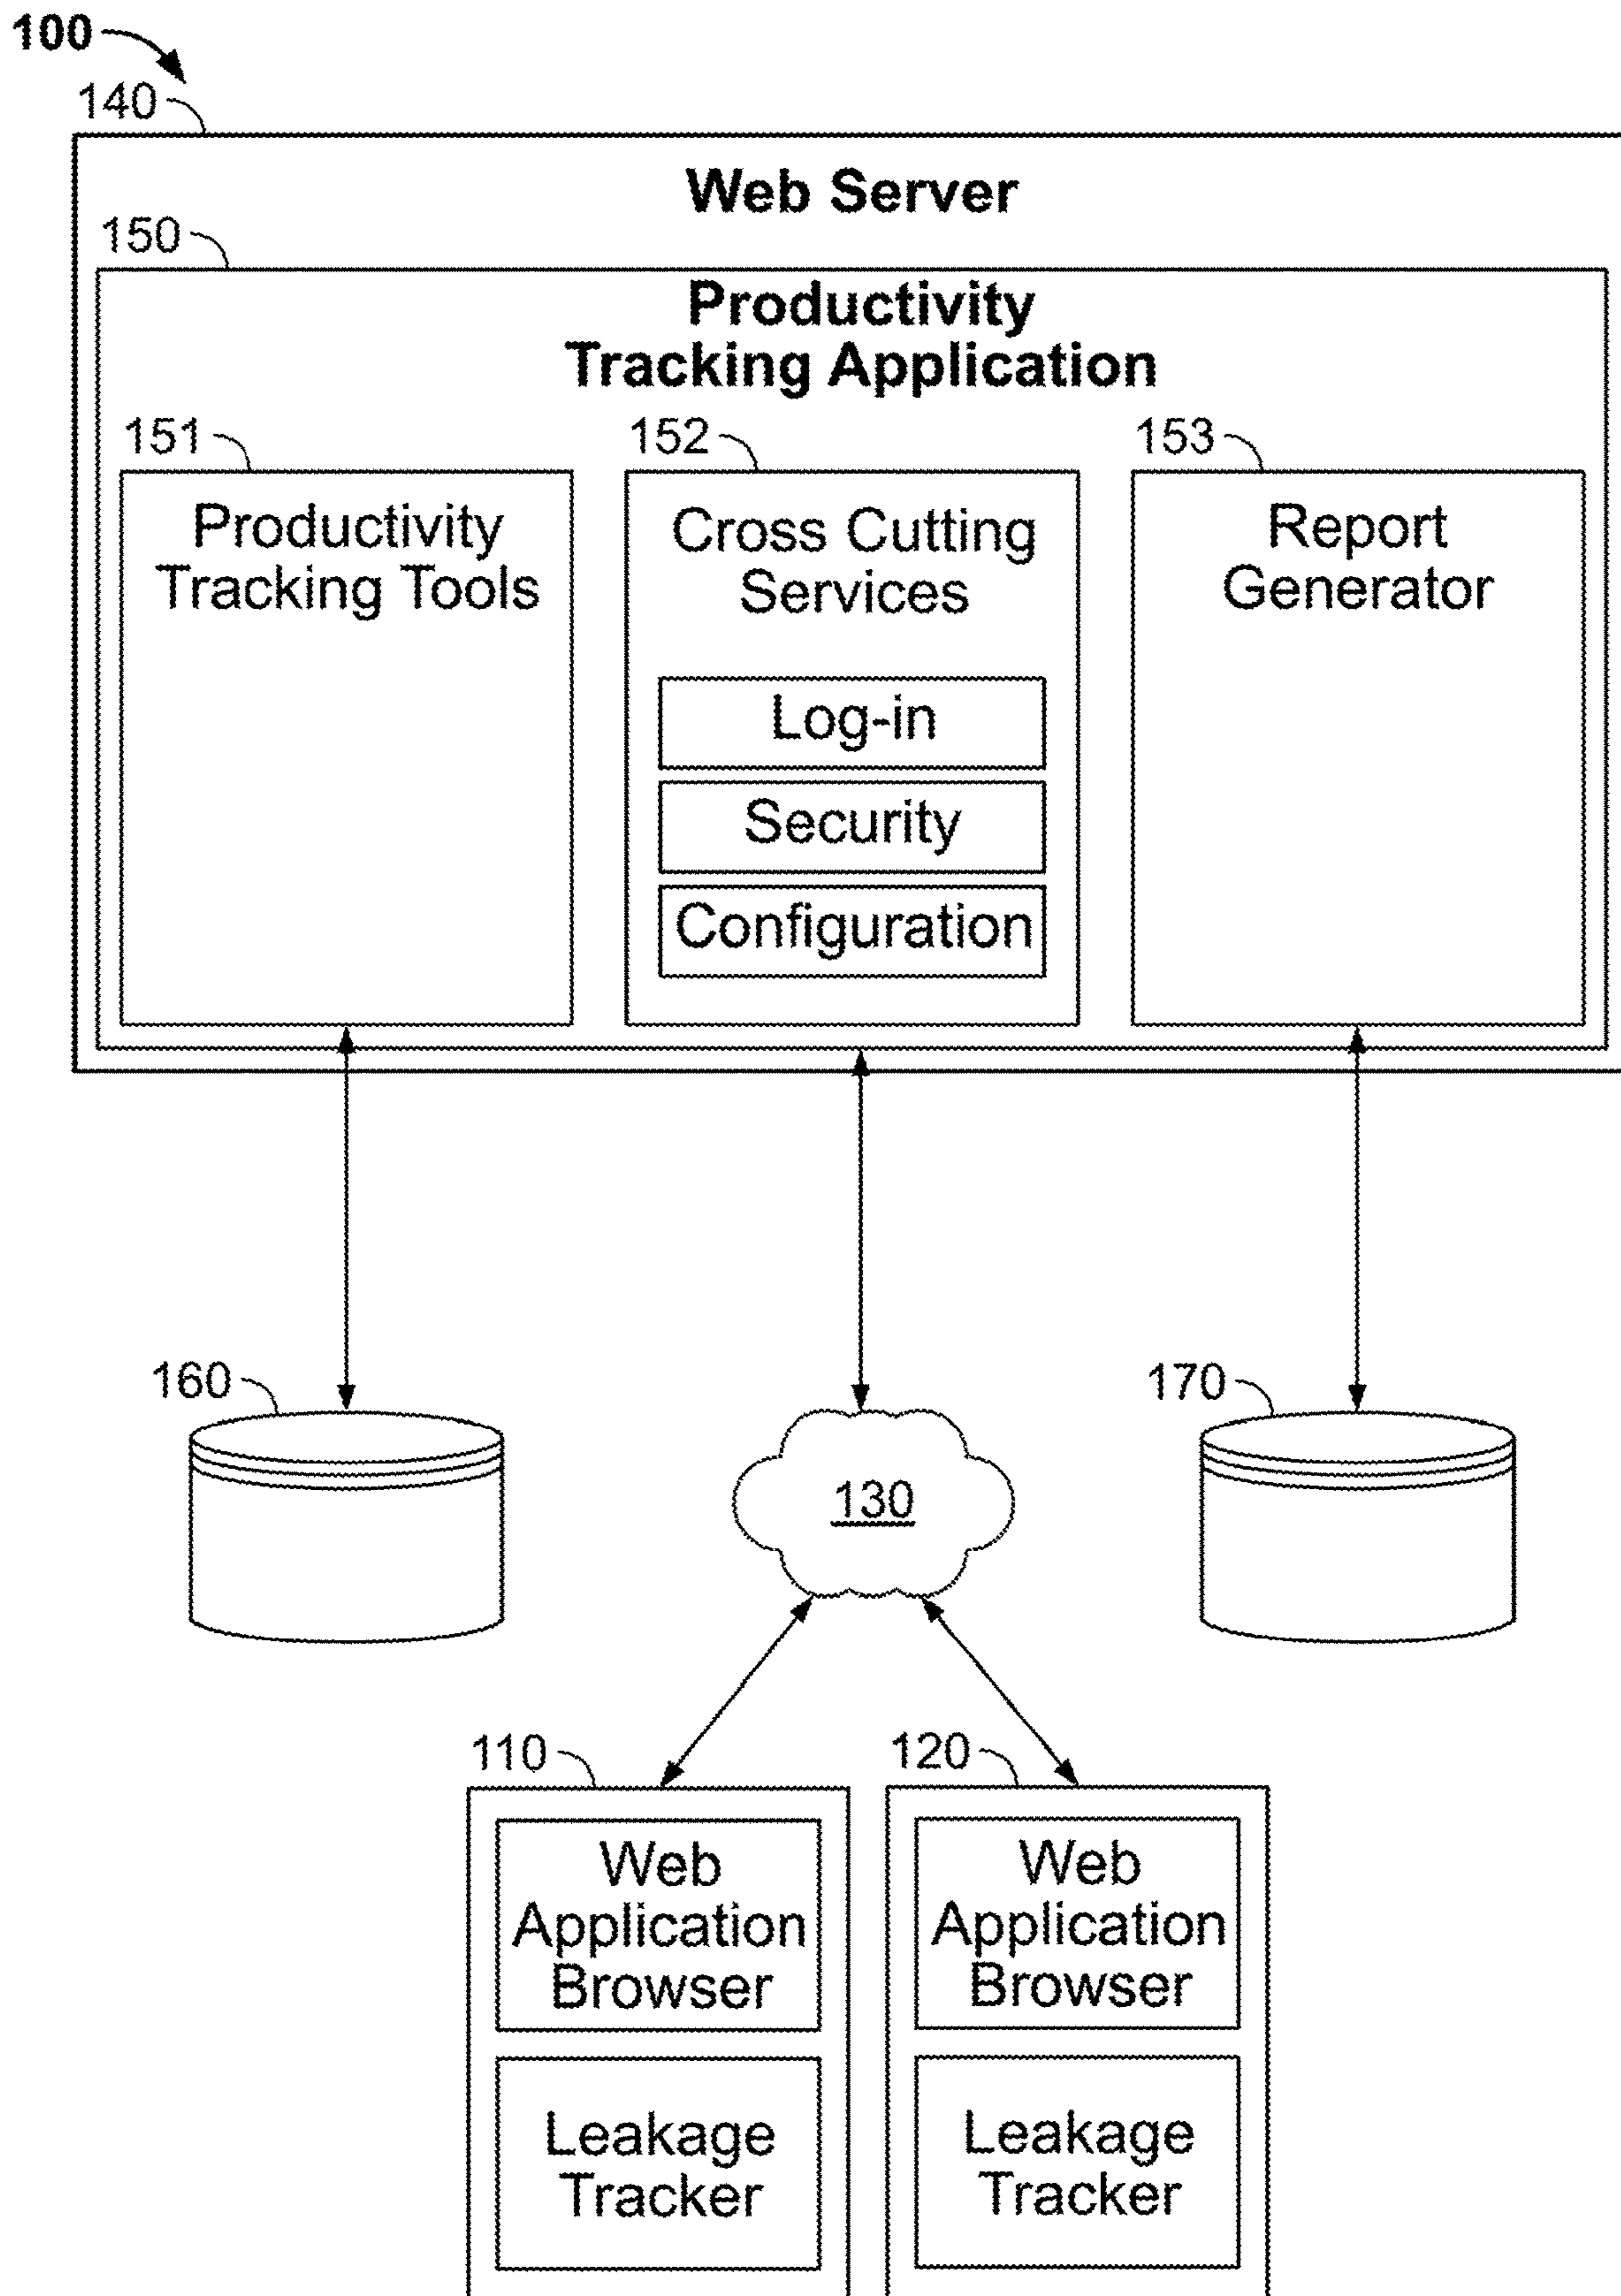 100
140
Web Server
150
Productivity
Tracking Application
151
152
153
Productivity
Tracking Tools
Cross Cutting
Services
Log-in
Security
Configuration
Report
Generator
160
130
170
110
120
Web
Application
Browser
Leakage
Tracker
Web
Application
Browser
Leakage
Tracker